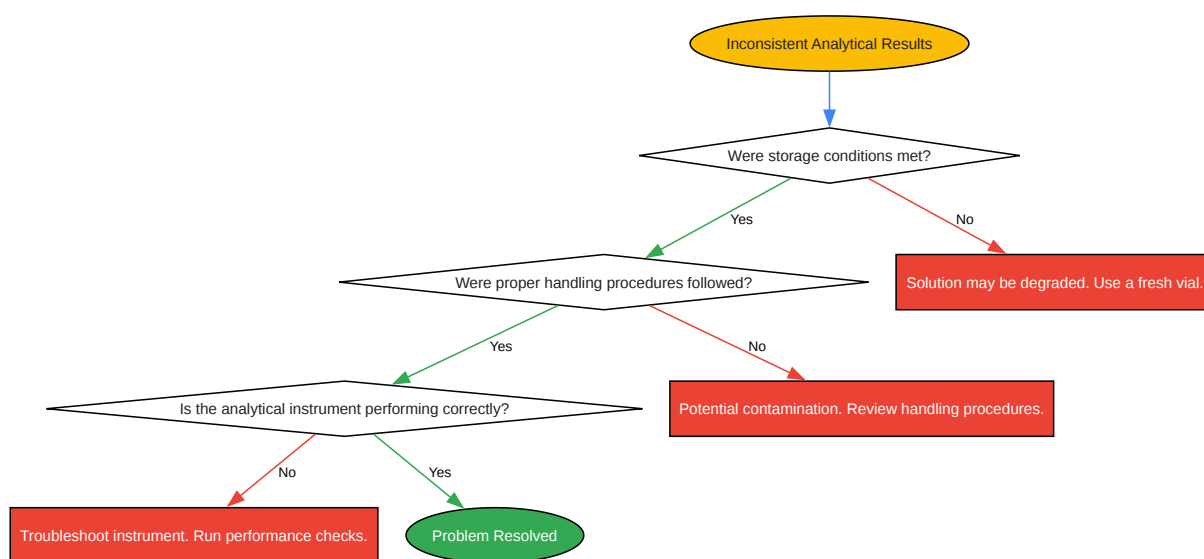 Inconsistent Analytical Results
Were storage conditions met?
Yes
No
Were proper handling procedures followed?
Solution may be degraded. Use a fresh vial.
Yes
No
Is the analytical instrument performing correctly?
Potential contamination. Review handling procedures.
No
Yes
Troubleshoot instrument. Run performance checks.
Problem Resolved